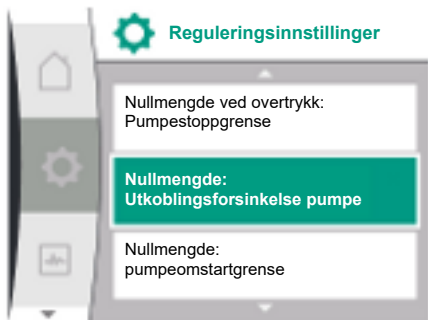 Reguleringsinnstillinger
Nullmengde ved overtrykk:
Pumpestoppgrense
Nullmengde:
Utkoblingsforsinkelse pumpe
Nullmengde:
pumpeomstartgrense